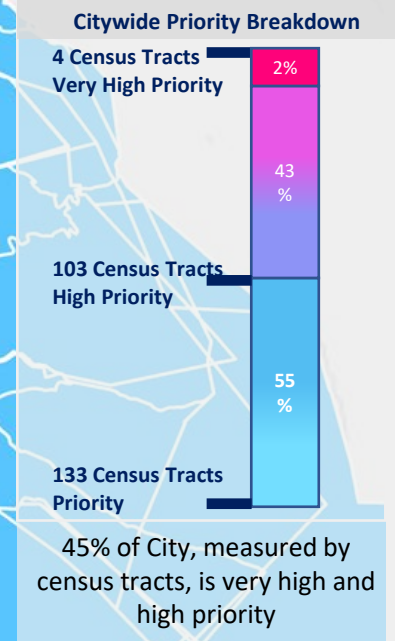 Citywide Priority Breakdown
4 Census Tracts
Very High Priority
2%
43
%
103 Census Tracts
High Priority
55
%
133 Census Tracts
Priority
45% of City, measured by
census tracts, is very high and
high priority